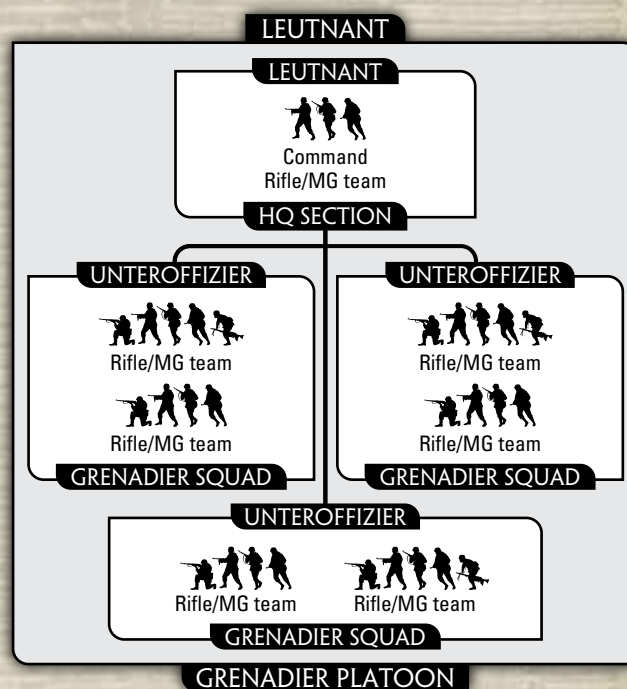 LEUTNANT
LEUTNANT
Command
Rifle/MG team
HQ SECTION
UNTEROFFIZIER
Rifle/MG team
Rifle/MG team
GRENADIER SQUAD
UNTEROFFIZIER
Rifle/MG team
Rifle/MG team
GRENADIER SQUAD
UNTEROFFIZIER
Rifle/MG team Rifle/MG team
GRENADIER SQUAD
GRENADIER PLATOON